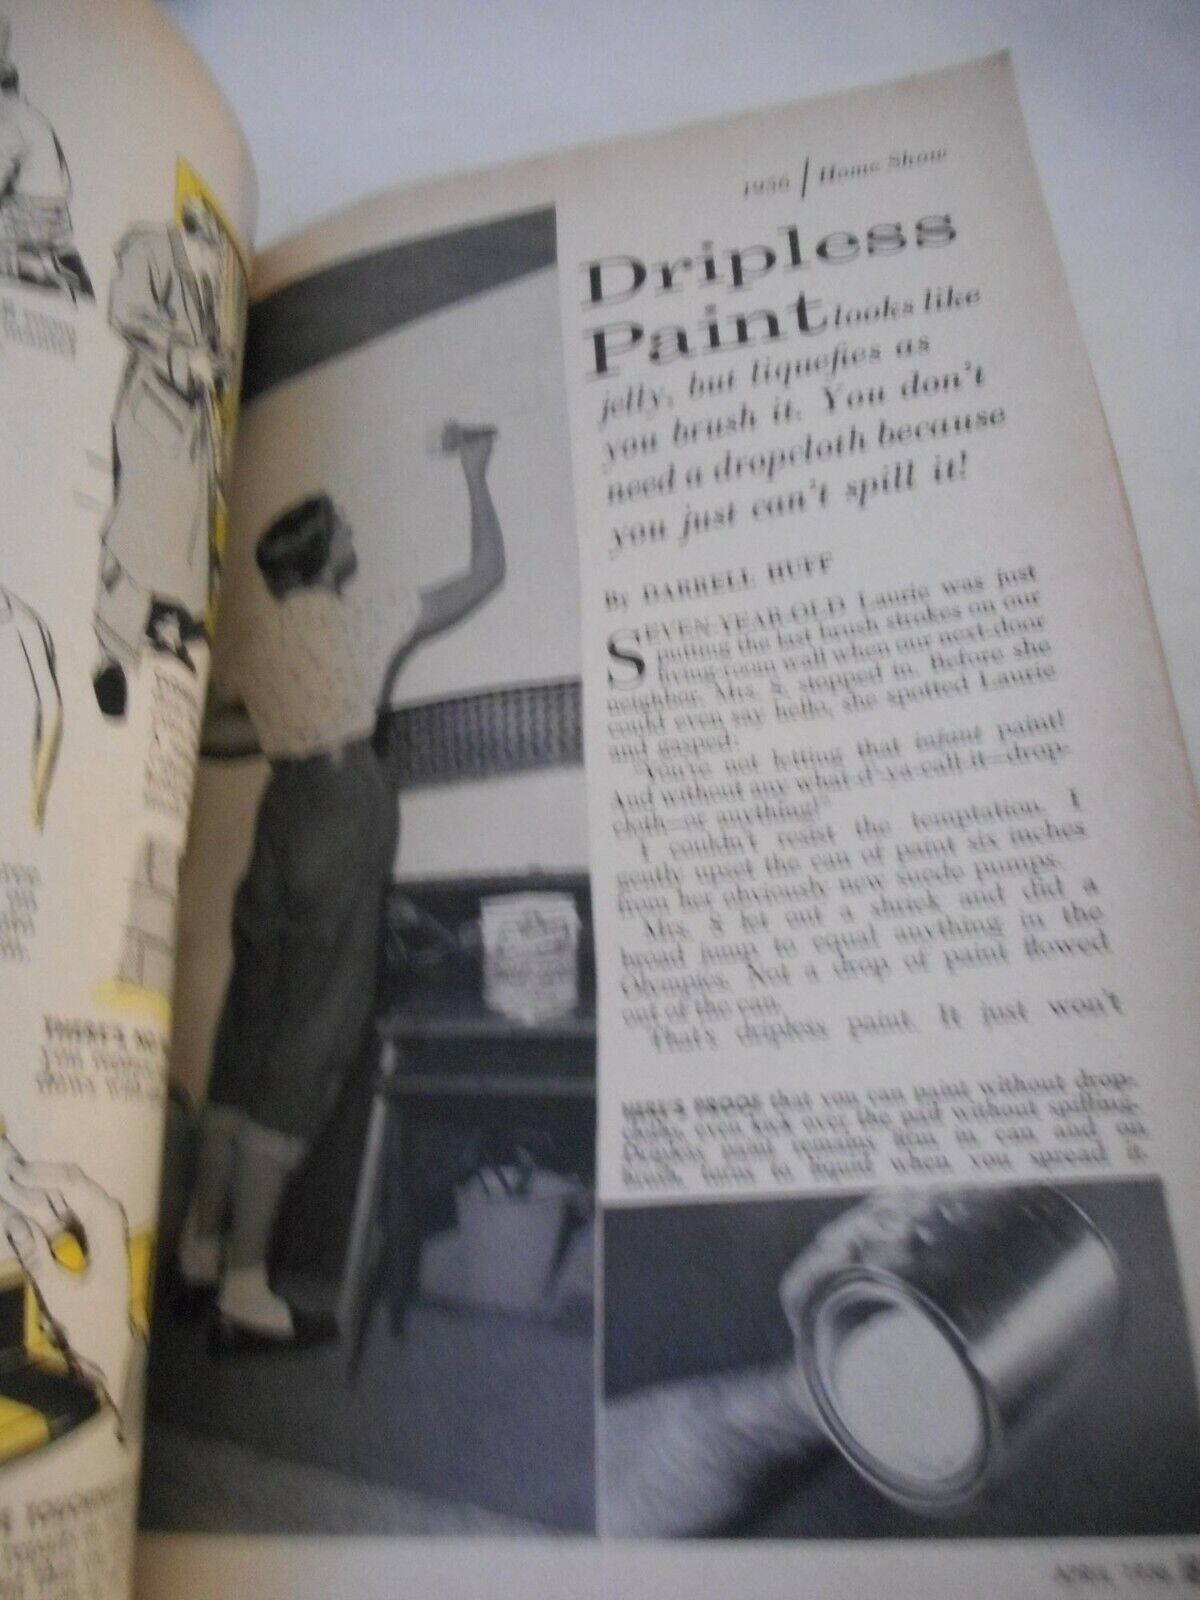 1956 | Home Show
Dripless
Paint looks like
jelly, but liquefies as
you brush it. You don't
need a dropcloth because
you just can't spill it!
By DARRELL HUFF
SEVEN-YEAR-OLD Laurie was just
putting the last brush strokes on our
living-room wall when our next-door
neighbor, Mrs. S, stopped in. Before she
could even say hello, she spotted Laurie
and gasped:
"You're not letting that infant paint!
And without any what-d'-ya-call-it—drop-
cloth—or anything!"
I couldn't resist the temptation. I
gently upset the can of paint six inches
from her obviously new suede pumps.
Mrs. S let out a shriek and did a
broad jump to equal anything in the
Olympics. Not a drop of paint flowed
out of the can.
That's dripless paint. It just won't
HERE'S PROOF that you can paint without drop-
cloths, even kick over the pail without spilling.
Dripless paint remains firm in can and on
brush, turns to liquid when you spread it.
THERE'S NO
APRIL 1956